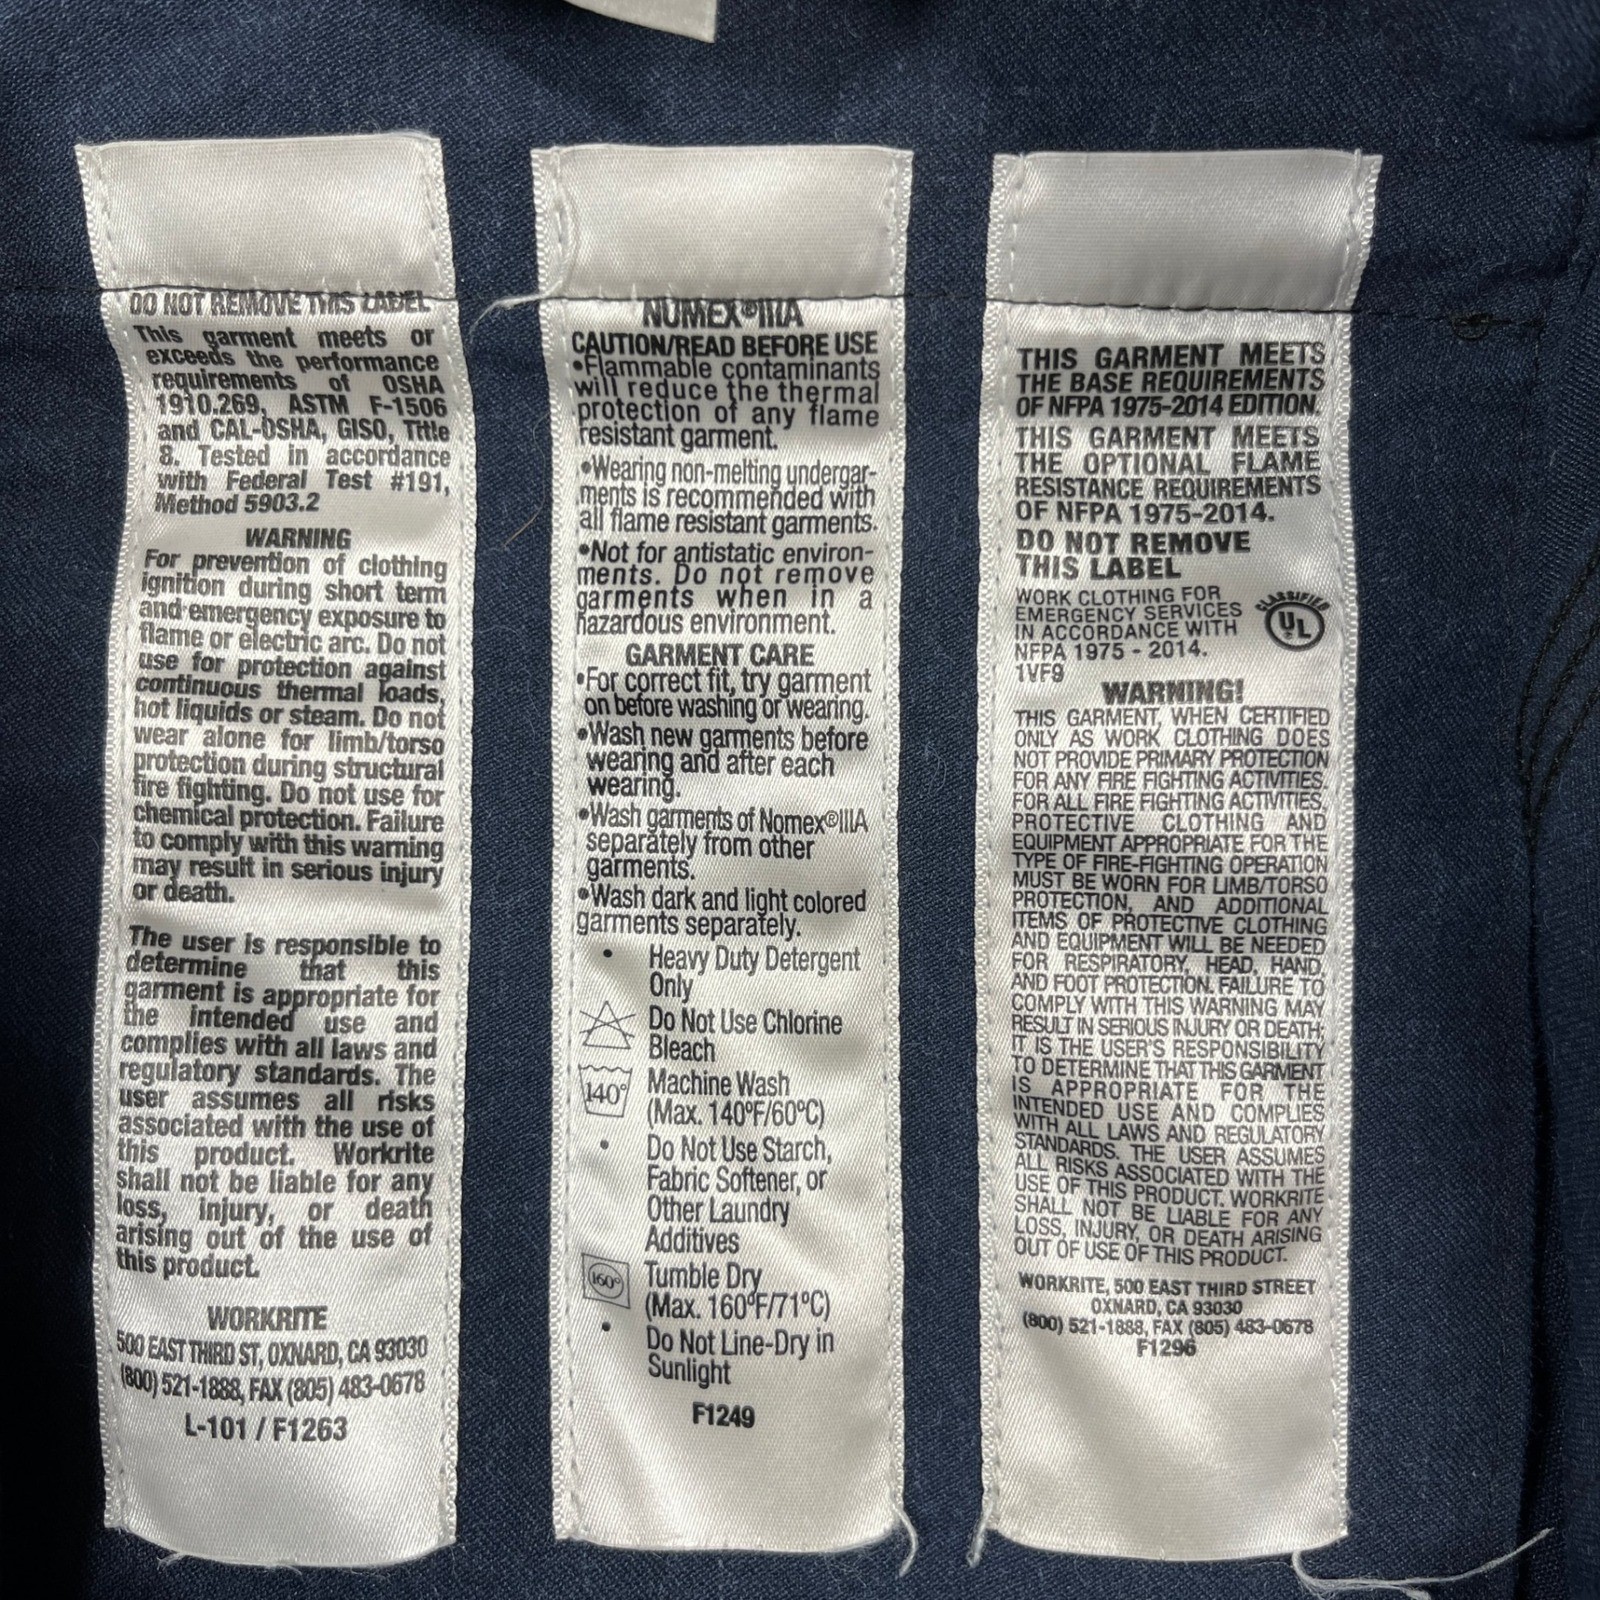 DO NOT REMOVE THIS LABEL
This garment meets or
exceeds the performance
requirements of OSHA
1910.269, ASTM F-1506
and CAL-OSHA, GISO, Title
8. Tested in accordance
with Federal Test #191,
Method 5903.2
WARNING
For prevention of clothing
ignition during short term
and emergency exposure to
flame or electric arc. Do not
use for protection against
continuous thermal loads,
hot liquids or steam. Do not
wear alone for limb/torso
protection during structural
fire fighting. Do not use for
chemical protection. Failure
to comply with this warning
may result in serious injury
or death.
The user is responsible to
determine that this
garment is appropriate for
the intended use and
complies with all laws and
regulatory standards. The
user assumes all risks
associated with the use of
this product. Workrite
shall not be liable for any
loss, injury, or death
arising out of the use of
this product.
WORKRITE
500 EAST THIRD ST, OXNARD, CA 93030
(800) 521-1888, FAX (805) 483-0678
L-101 / F1263
NOMEX®IIIA
CAUTION/READ BEFORE USE
•Flammable contaminants
will reduce the thermal
protection of any flame
resistant garment.
•Wearing non-melting undergar-
ments is recommended with
all flame resistant garments.
•Not for antistatic environ-
ments. Do not remove
garments when in a
hazardous environment.
GARMENT CARE
•For correct fit, try garment
on before washing or wearing.
•Wash new garments before
wearing and after each
wearing.
•Wash garments of Nomex®IIIA
separately from other
garments.
•Wash dark and light colored
garments separately.
• Heavy Duty Detergent
Only
Do Not Use Chlorine
Bleach
140° Machine Wash
(Max. 140ºF/60ºC)
• Do Not Use Starch,
Fabric Softener, or
Other Laundry
Additives
160° Tumble Dry
(Max. 160ºF/71ºC)
• Do Not Line-Dry in
Sunlight
F1249
THIS GARMENT MEETS
THE BASE REQUIREMENTS
OF NFPA 1975-2014 EDITION.
THIS GARMENT MEETS
THE OPTIONAL FLAME
RESISTANCE REQUIREMENTS
OF NFPA 1975-2014.
DO NOT REMOVE
THIS LABEL
WORK CLOTHING FOR
EMERGENCY SERVICES
IN ACCORDANCE WITH
NFPA 1975 - 2014.
1VF9
CLASSIFIED
UL
WARNING!
THIS GARMENT, WHEN CERTIFIED
ONLY AS WORK CLOTHING DOES
NOT PROVIDE PRIMARY PROTECTION
FOR ANY FIRE FIGHTING ACTIVITIES.
FOR ALL FIRE FIGHTING ACTIVITIES,
PROTECTIVE CLOTHING AND
EQUIPMENT APPROPRIATE FOR THE
TYPE OF FIRE-FIGHTING OPERATION
MUST BE WORN FOR LIMB/TORSO
PROTECTION, AND ADDITIONAL
ITEMS OF PROTECTIVE CLOTHING
AND EQUIPMENT WILL BE NEEDED
FOR RESPIRATORY, HEAD, HAND,
AND FOOT PROTECTION. FAILURE TO
COMPLY WITH THIS WARNING MAY
RESULT IN SERIOUS INJURY OR DEATH;
IT IS THE USER'S RESPONSIBILITY
TO DETERMINE THAT THIS GARMENT
IS APPROPRIATE FOR THE
INTENDED USE AND COMPLIES
WITH ALL LAWS AND REGULATORY
STANDARDS. THE USER ASSUMES
ALL RISKS ASSOCIATED WITH THE
USE OF THIS PRODUCT. WORKRITE
SHALL NOT BE LIABLE FOR ANY
LOSS, INJURY, OR DEATH ARISING
OUT OF USE OF THIS PRODUCT.
WORKRITE, 500 EAST THIRD STREET
OXNARD, CA 93030
(800) 521-1888, FAX (805) 483-0678
F1296